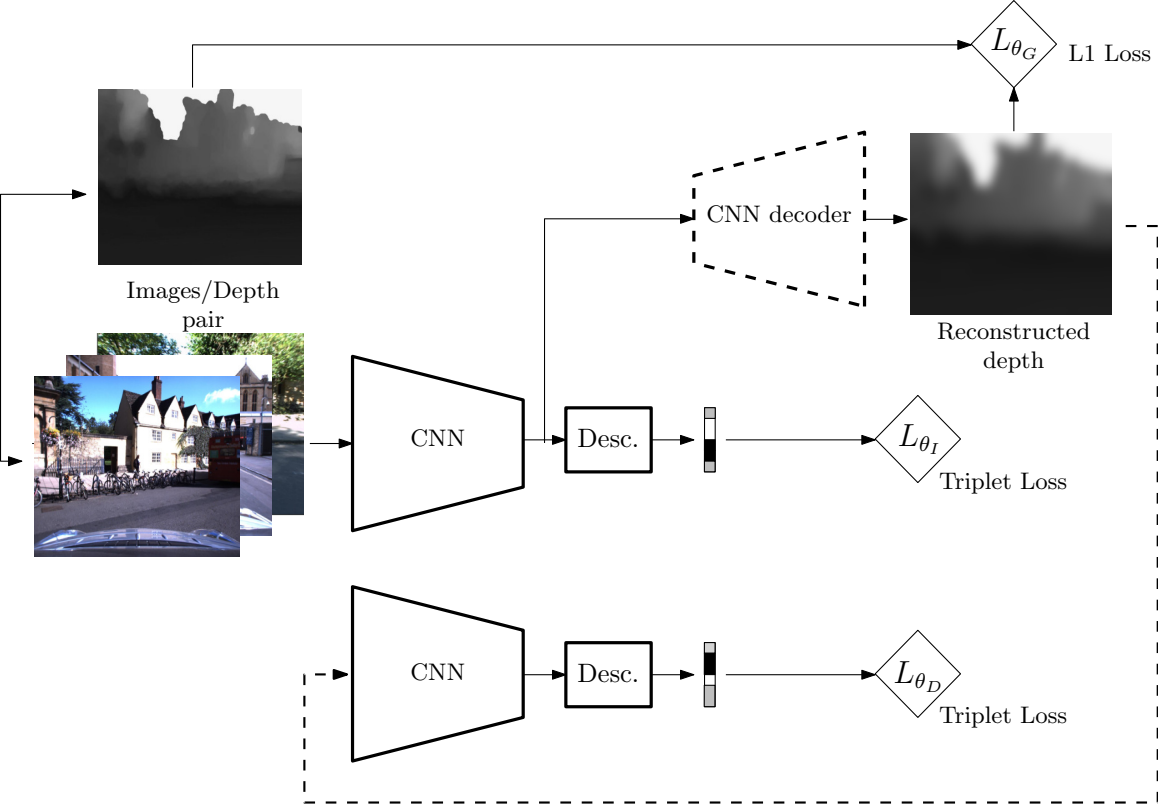 L_{θ_G}
L1 Loss
CNN decoder
Images/Depth
pair
Reconstructed
depth
CNN
Desc.
L_{θ_I}
Triplet Loss
CNN
Desc.
L_{θ_D}
Triplet Loss